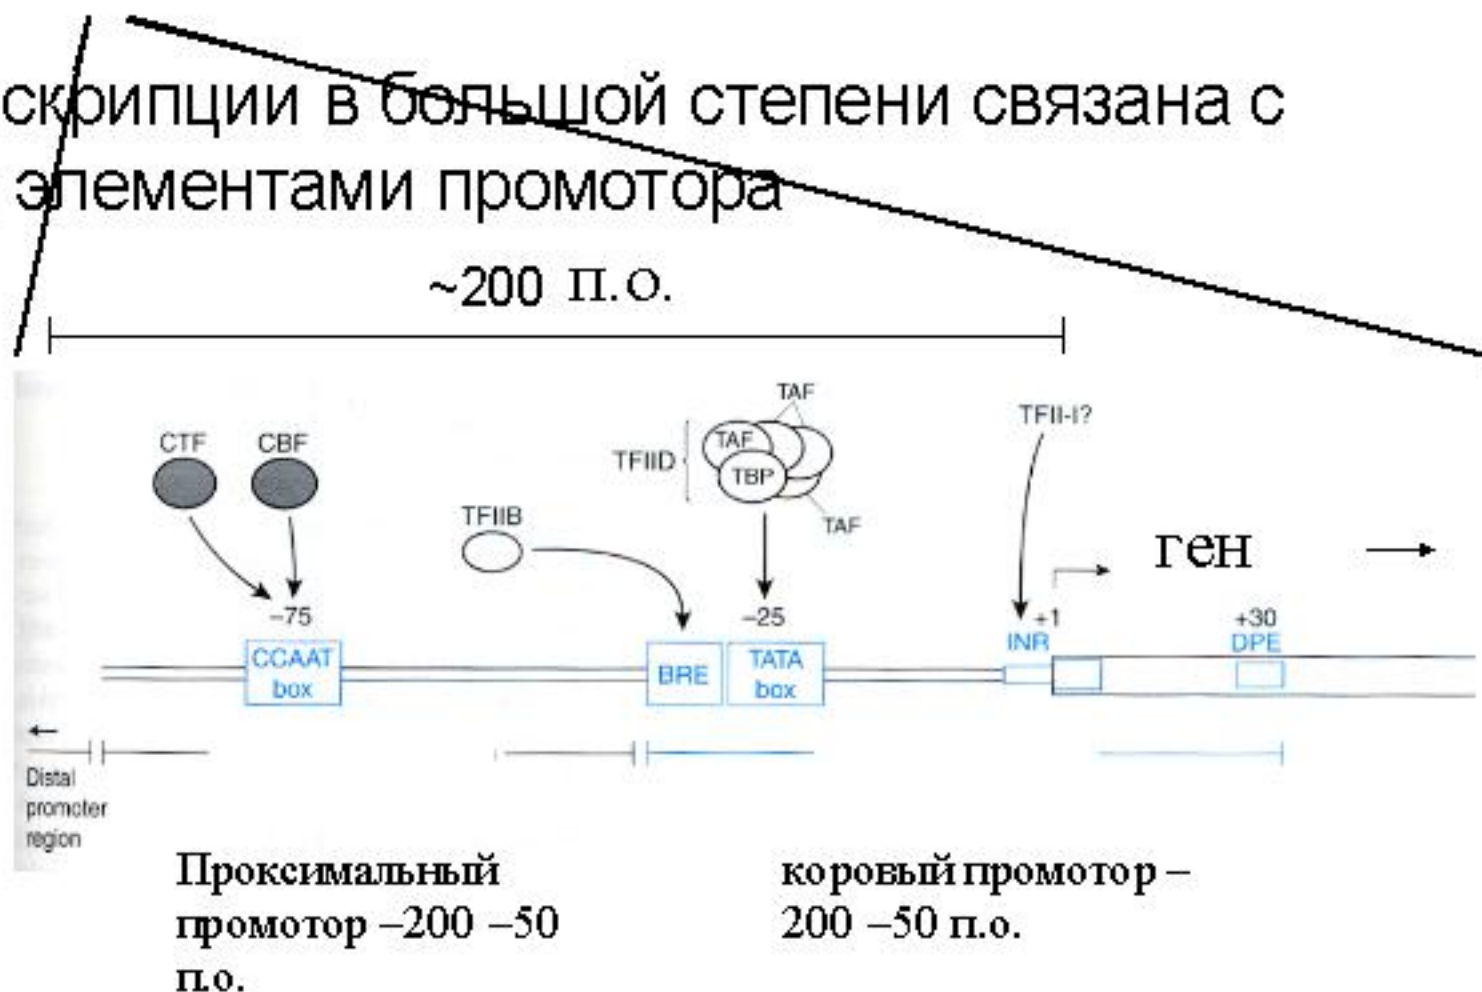 скрипции в большой степени связана с
элементами промотора
~200 п.о.
TAF
CTF CBF TFIID TAF TFII-I?
TBP
TFIIB TAF
ген
–75 –25 +1 +30
INR DPE
CCAAT box BRE TATA box
Distal
promoter
region
Проксимальный
промотор –200 –50
п.о.
коровый промотор –
200 –50 п.о.